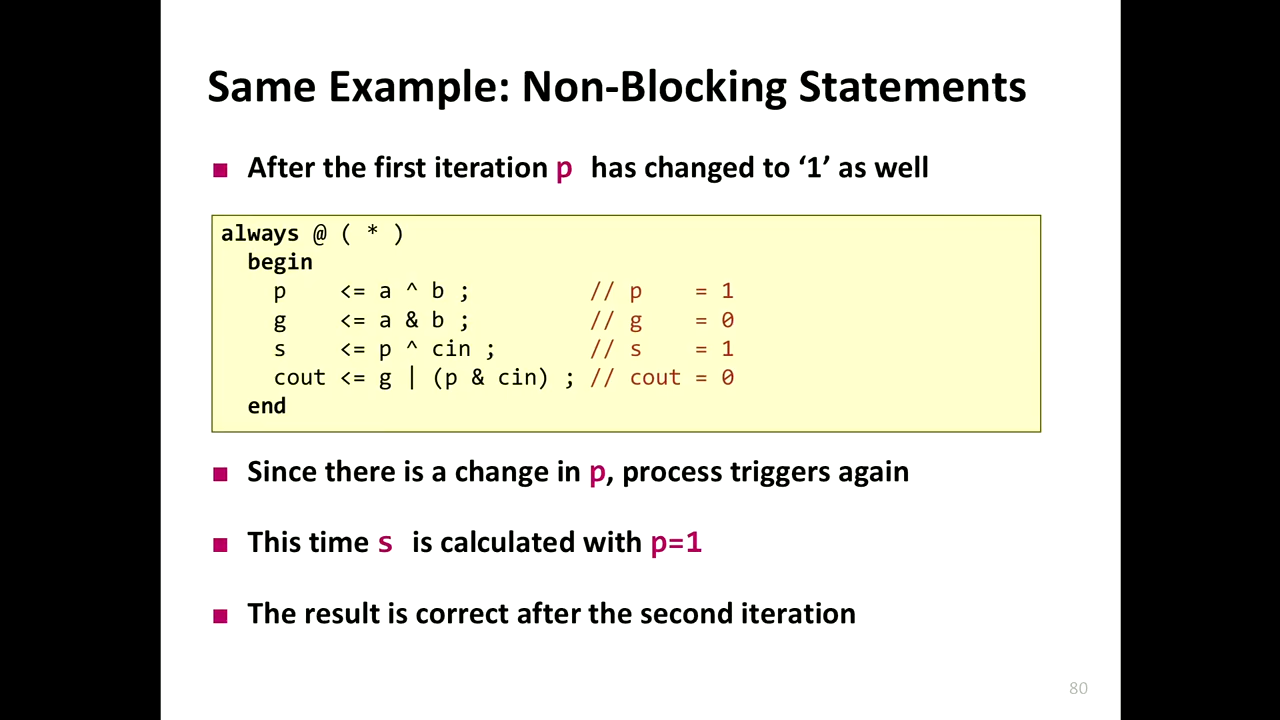 Same Example: Non-Blocking Statements
■ After the first iteration p has changed to ‘1’ as well
always @ ( * )
  begin
    p    <= a ^ b ;         // p    = 1
    g    <= a & b ;         // g    = 0
    s    <= p ^ cin ;       // s    = 1
    cout <= g | (p & cin) ; // cout = 0
  end
■ Since there is a change in p, process triggers again
■ This time s is calculated with p=1
■ The result is correct after the second iteration
80